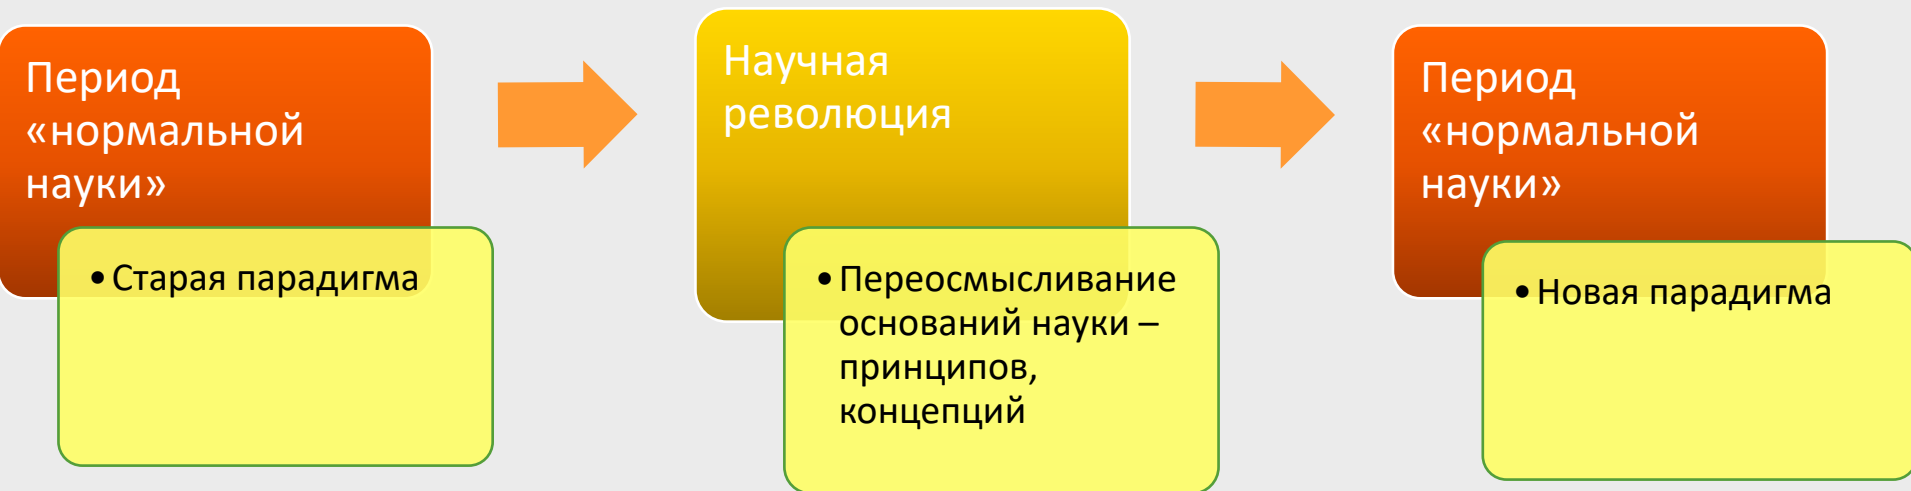 Период
«нормальной
науки»
• Старая парадигма
Научная
революция
• Переосмысливание
оснований науки –
принципов,
концепций
Период
«нормальной
науки»
• Новая парадигма